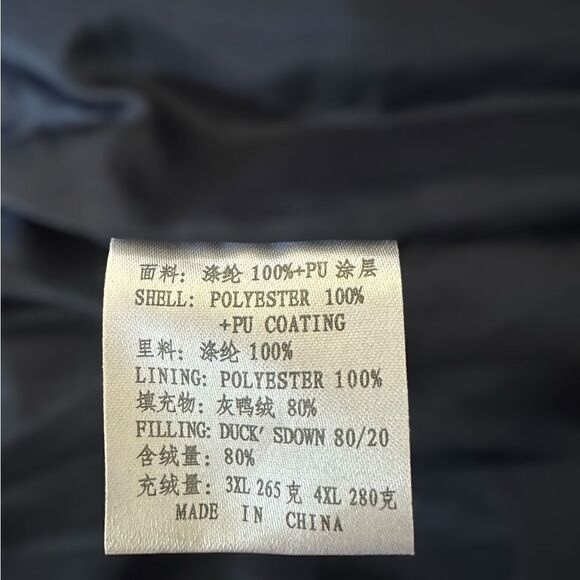 面料: 涤纶 100%+PU 涂层
SHELL: POLYESTER 100%
+PU COATING
里料: 涤纶 100%
LINING: POLYESTER 100%
填充物: 灰鸭绒 80%
FILLING: DUCK' SDOWN 80/20
含绒量: 80%
充绒量: 3XL 265克 4XL 280克
MADE IN CHINA